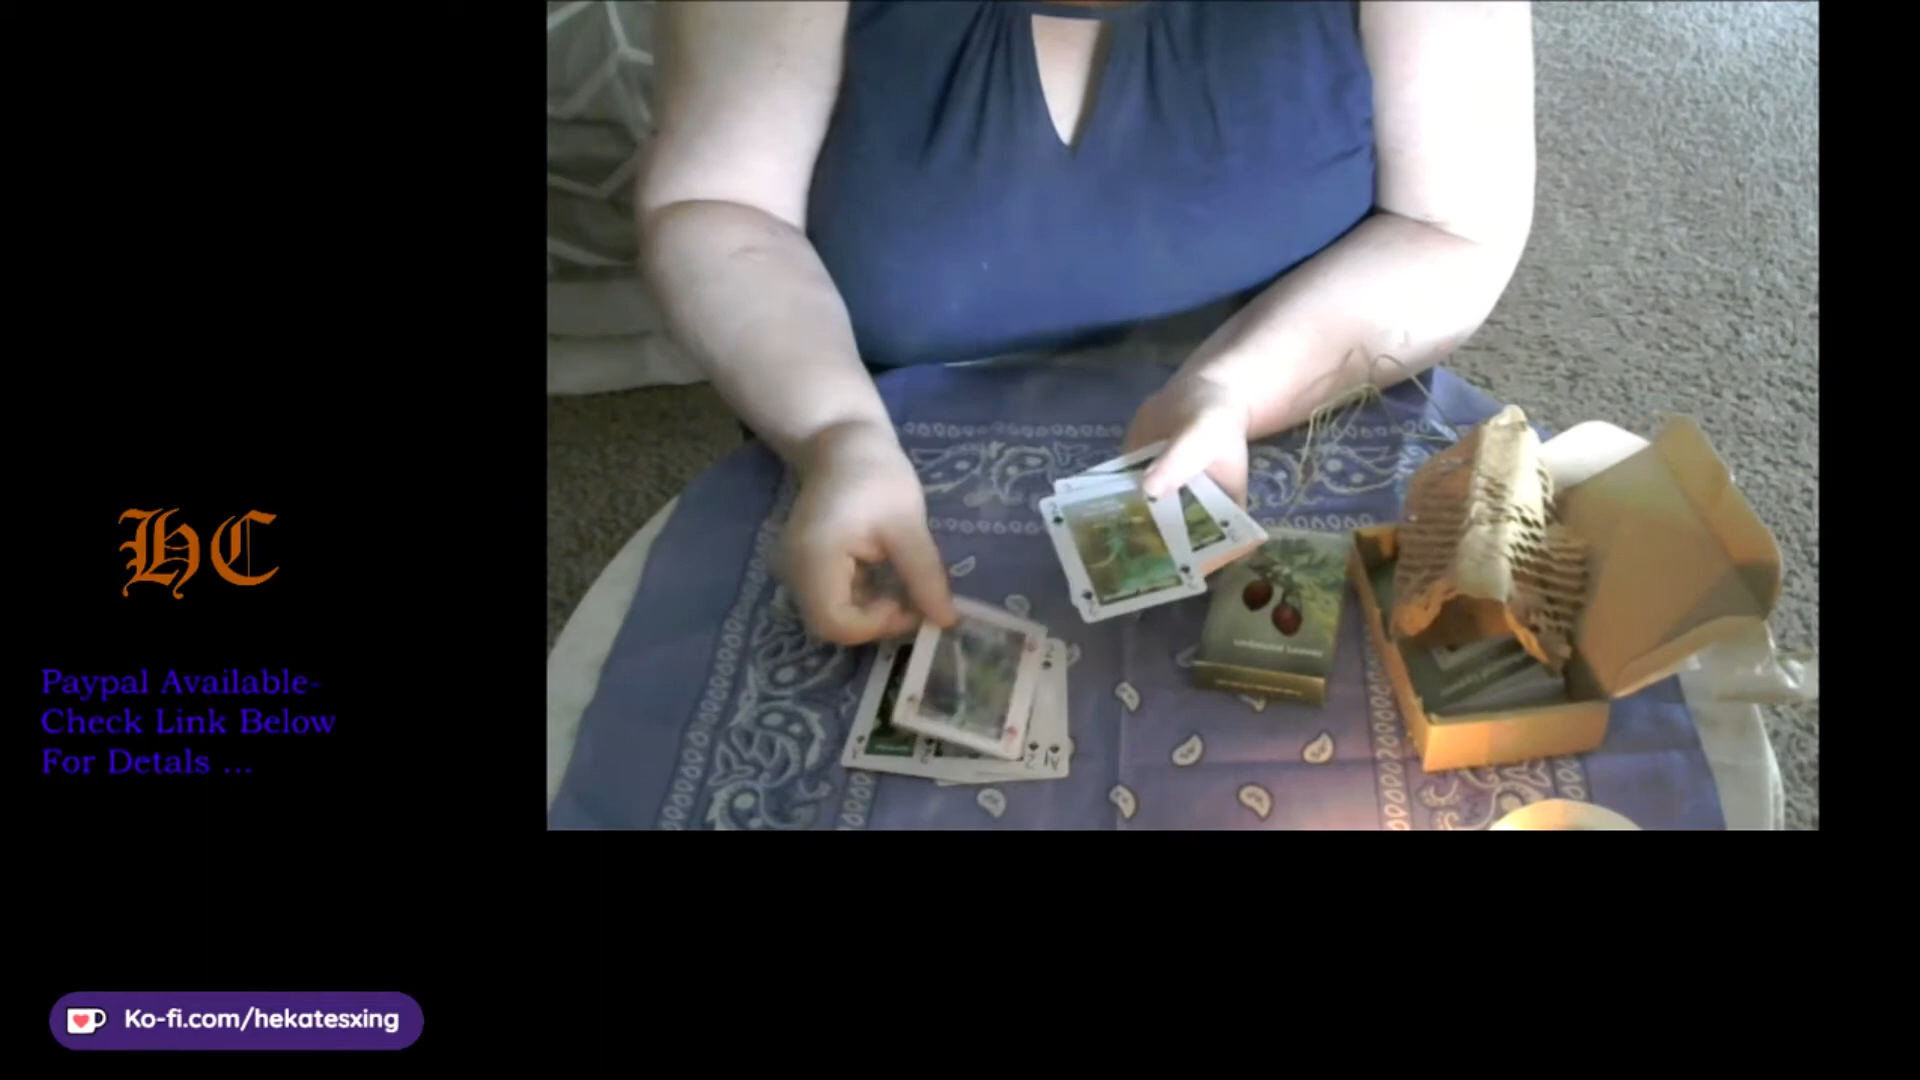 HC
Paypal Available-
Check Link Below
For Detals ...
Ko-fi.com/hekatesxing